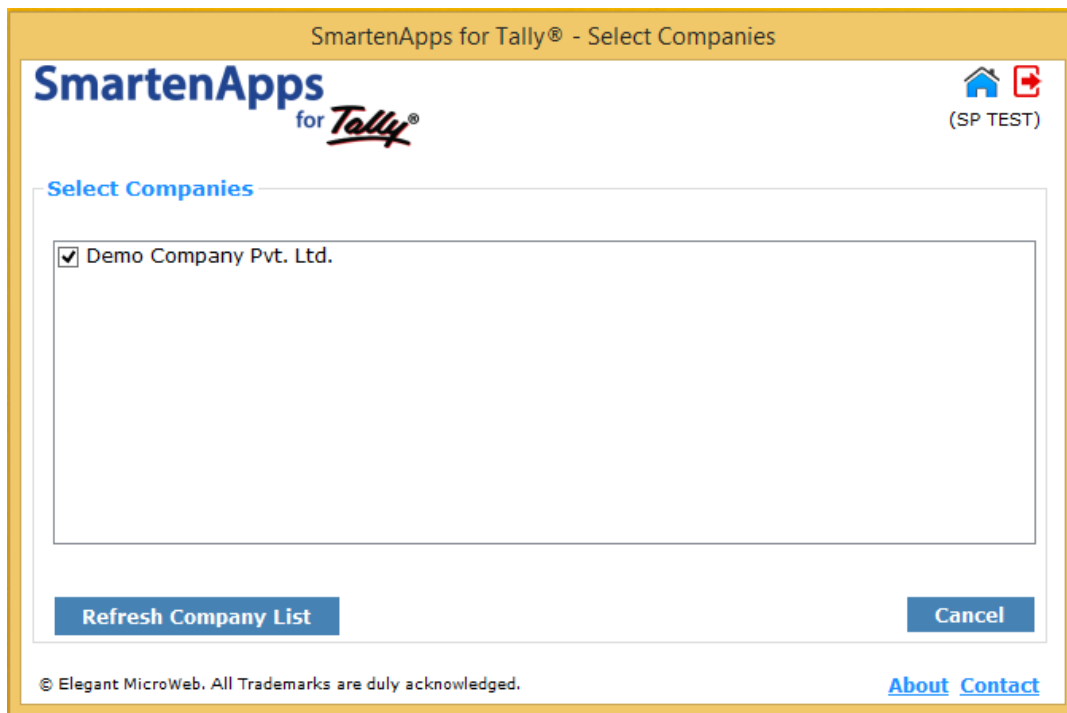 SmartenApps for Tally® - Select Companies
SmartenApps
for Tally®
(SP TEST)
Select Companies
Demo Company Pvt. Ltd.
Refresh Company List
Cancel
© Elegant MicroWeb. All Trademarks are duly acknowledged.
About Contact